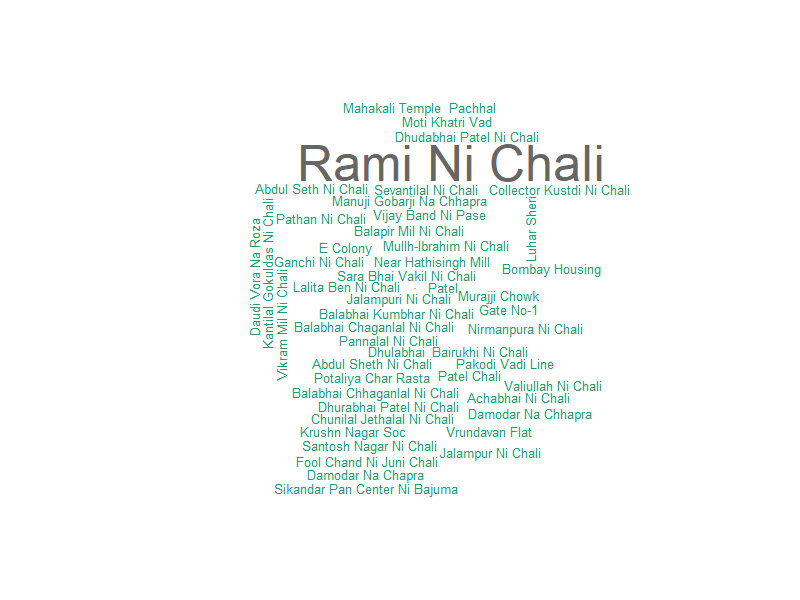 Mahakali Temple Pachhal
Moti Khatri Vad
Dhudabhai Patel Ni Chali
Rami Ni Chali
Abdul Seth Ni Chali
Sevantilal Ni Chali
Collector Kustdi Ni Chali
Manuji Gobarji Na Chhapra
Pathan Ni Chali
Vijay Band Ni Pase
Luhar Sheri
Balapir Mil Ni Chali
Daudi Vora Na Roza
Kantilal Gokuldas Ni Chali
Vikram Mil Ni Chali
E Colony
Mullh-Ibrahim Ni Chali
Ganchi Ni Chali
Near Hathisingh Mill
Bombay Housing
Sara Bhai Vakil Ni Chali
Lalita Ben Ni Chali
.
Patel,
Jalampuri Ni Chali
Murajji Chowk
Balabhai Kumbhar Ni Chali
Gate No-1
Balabhai Chaganlal Ni Chali
Nirmanpura Ni Chali
Pannalal Ni Chali
Dhulabhai
Bairukhi Ni Chali
Abdul Sheth Ni Chali
Pakodi Vadi Line
Potaliya Char Rasta
Patel Chali
Valiullah Ni Chali
Balabhai Chhaganlal Ni Chali
Achabhai Ni Chali
Dhurabhai Patel Ni Chali
Damodar Na Chhapra
Chunilal Jethalal Ni Chali
Krushn Nagar Soc
Vrundavan Flat
Santosh Nagar Ni Chali
Jalampur Ni Chali
Fool Chand Ni Juni Chali
Damodar Na Chapra
Sikandar Pan Center Ni Bajuma